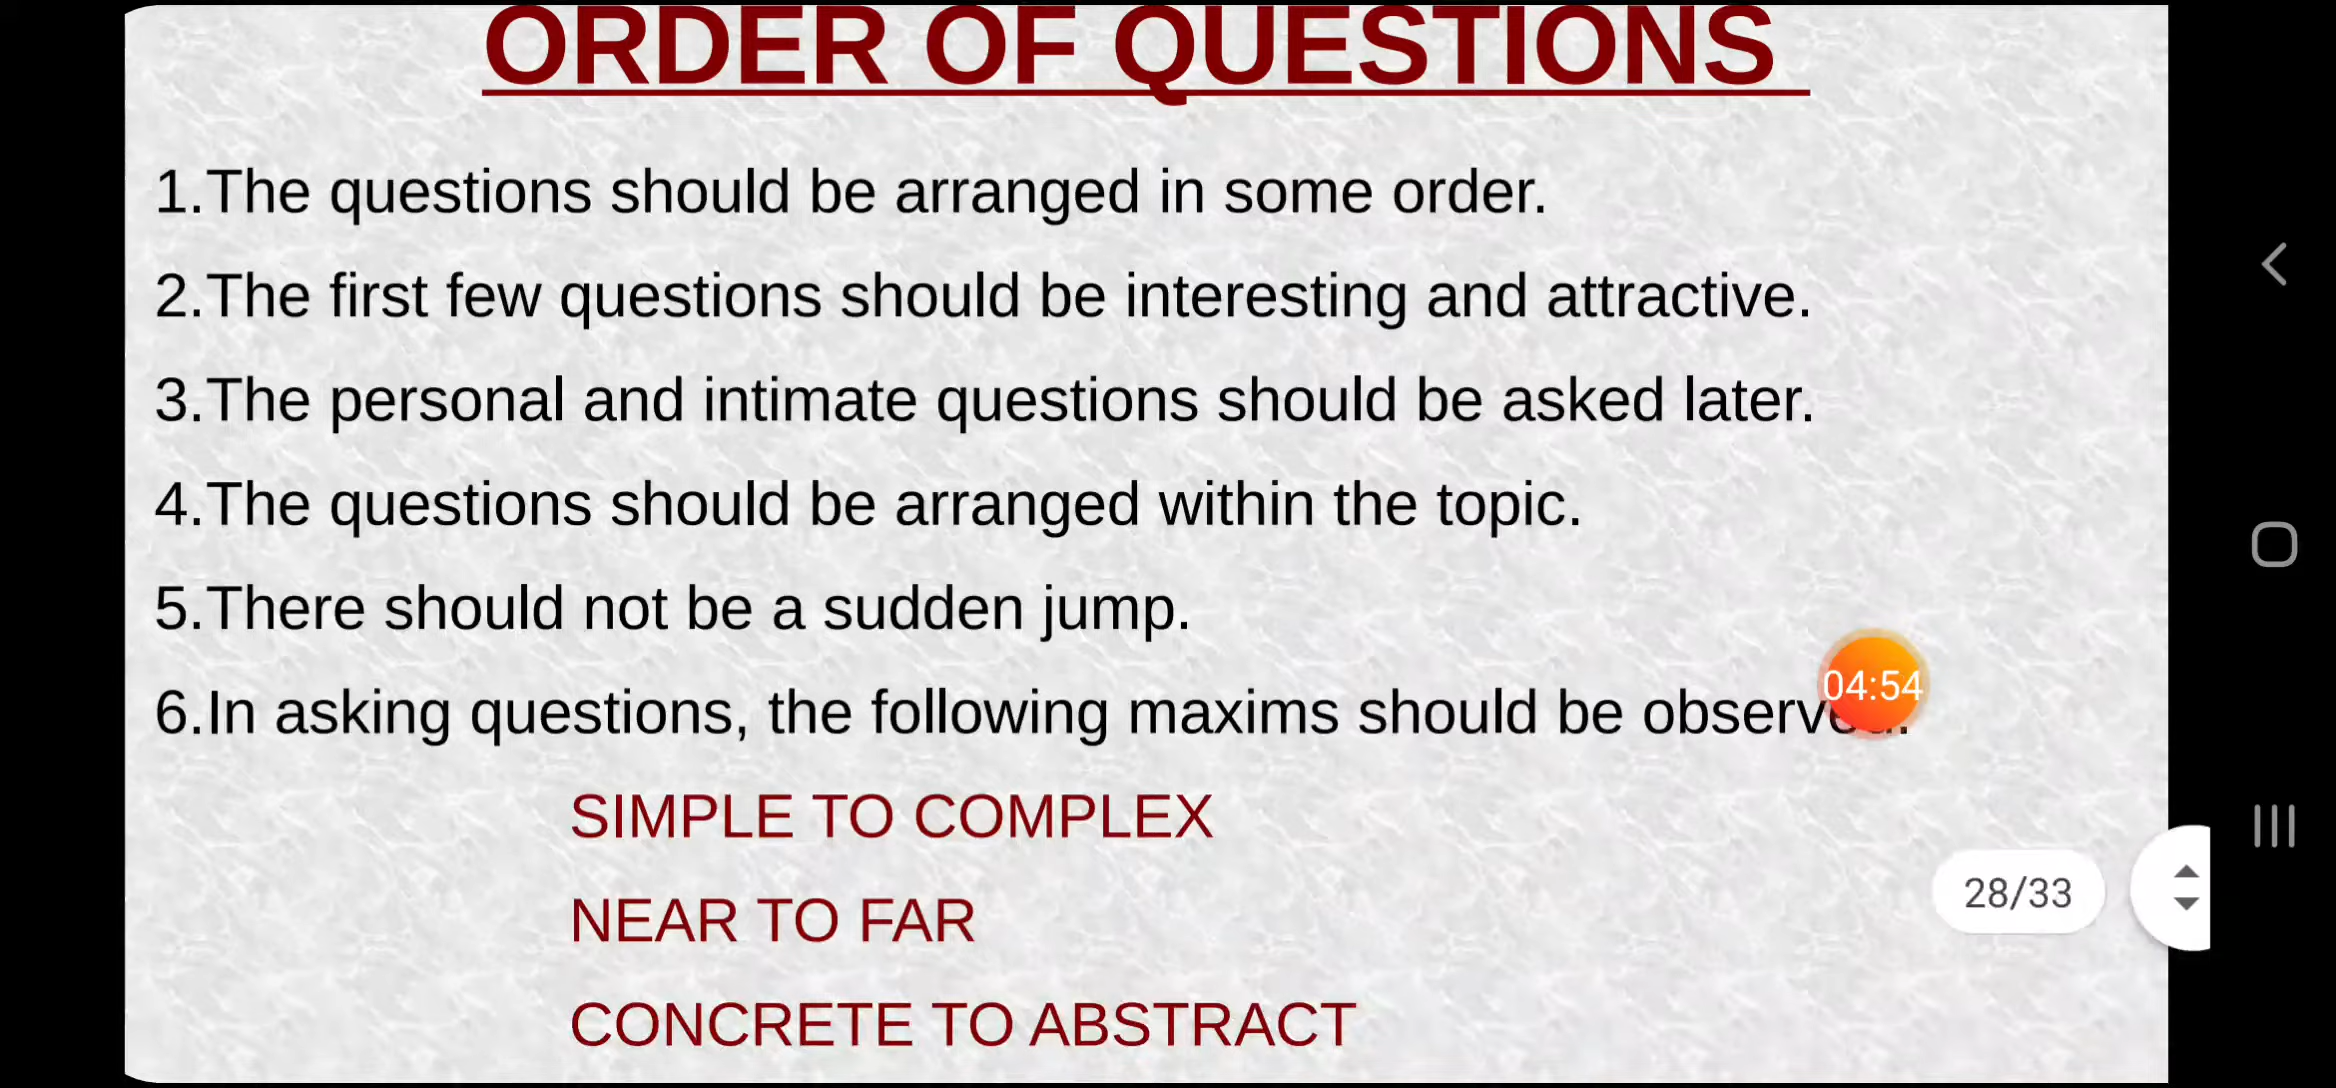 ORDER OF QUESTIONS
1.The questions should be arranged in some order.
2.The first few questions should be interesting and attractive.
3.The personal and intimate questions should be asked later.
4.The questions should be arranged within the topic.
5.There should not be a sudden jump.
6.In asking questions, the following maxims should be observed.
04:54
SIMPLE TO COMPLEX
28/33
NEAR TO FAR
CONCRETE TO ABSTRACT